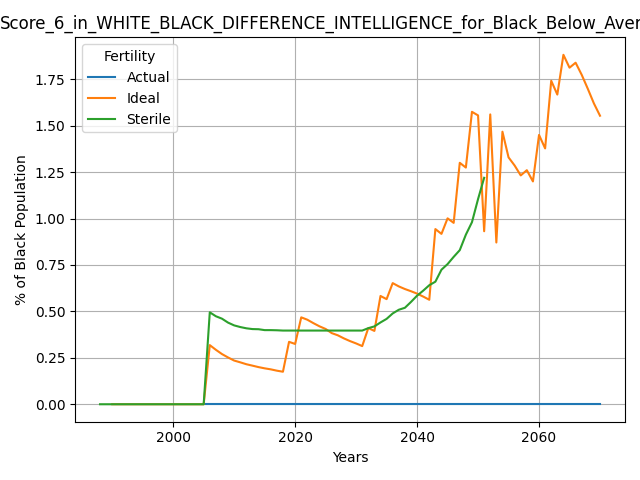 Score_6_in_WHITE_BLACK_DIFFERENCE_INTELLIGENCE_for_Black_Below_Aver
Fertility
Actual
Ideal
Sterile
% of Black Population
1.75
1.50
1.25
1.00
0.75
0.50
0.25
0.00
2000
2020
2040
2060
Years